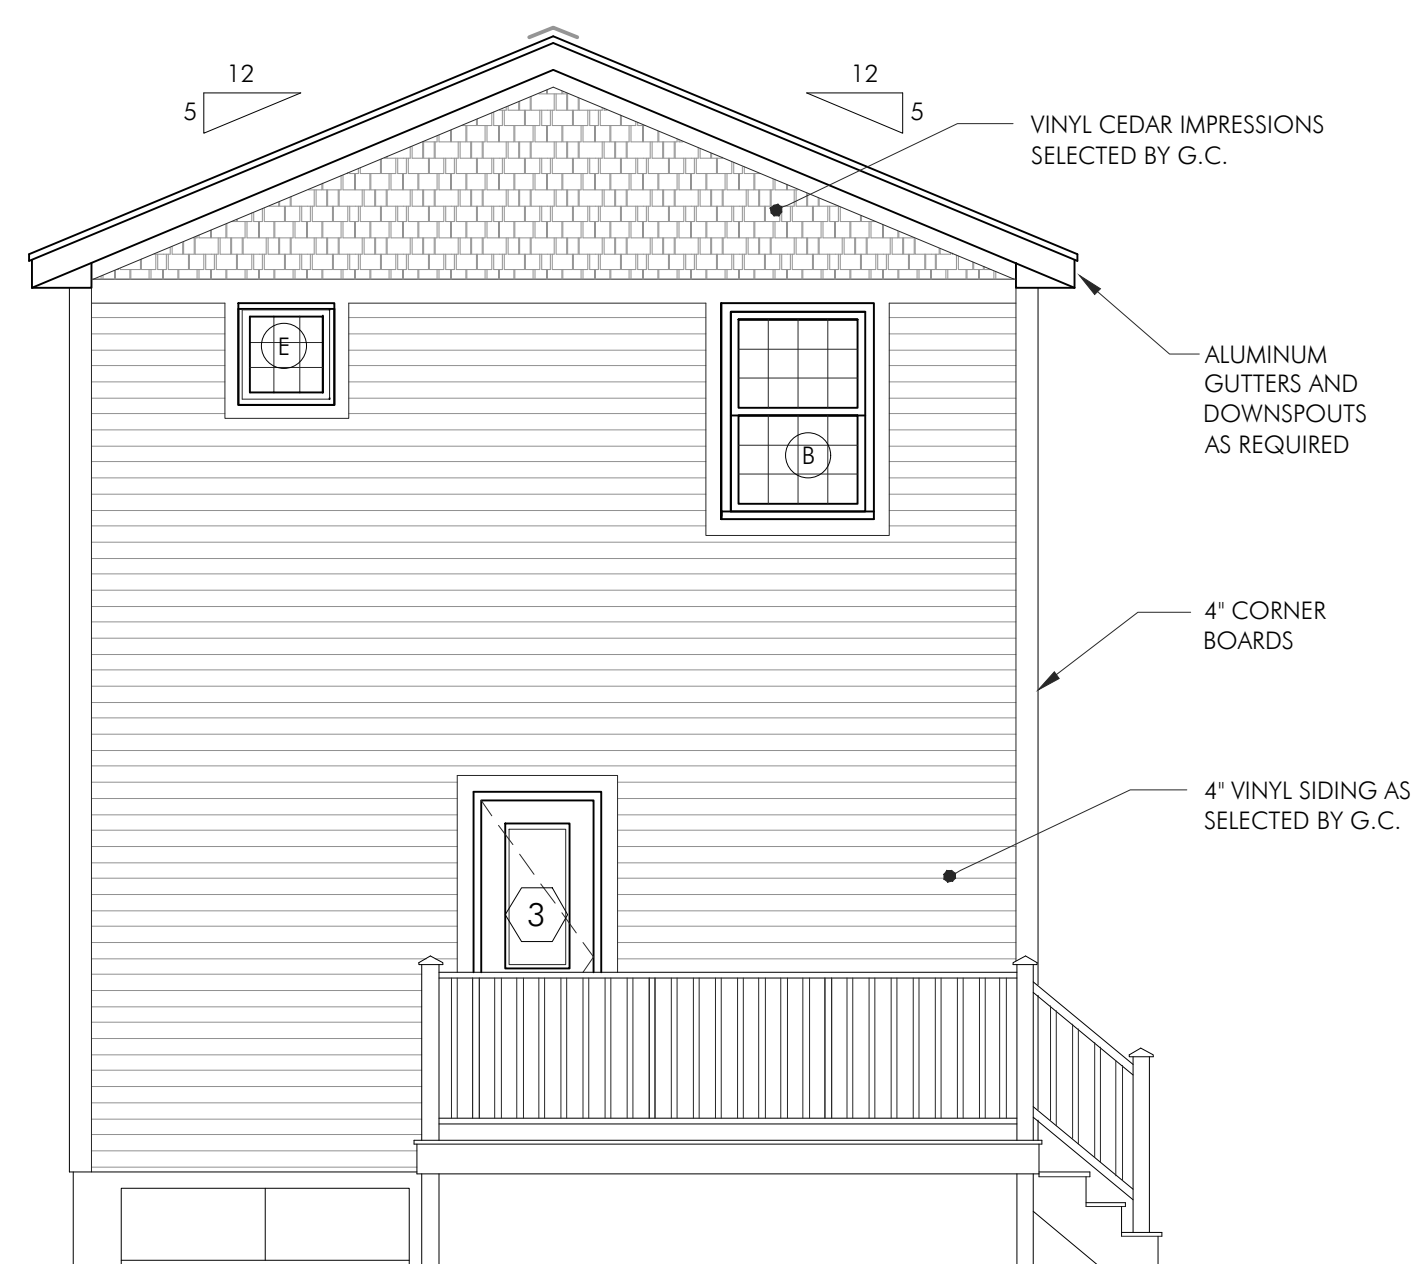 12
5
12
5
VINYL CEDAR IMPRESSIONS
SELECTED BY G.C.
E
B
ALUMINUM
GUTTERS AND
DOWNSPOUTS
AS REQUIRED
4" CORNER
BOARDS
4" VINYL SIDING AS
SELECTED BY G.C.
3